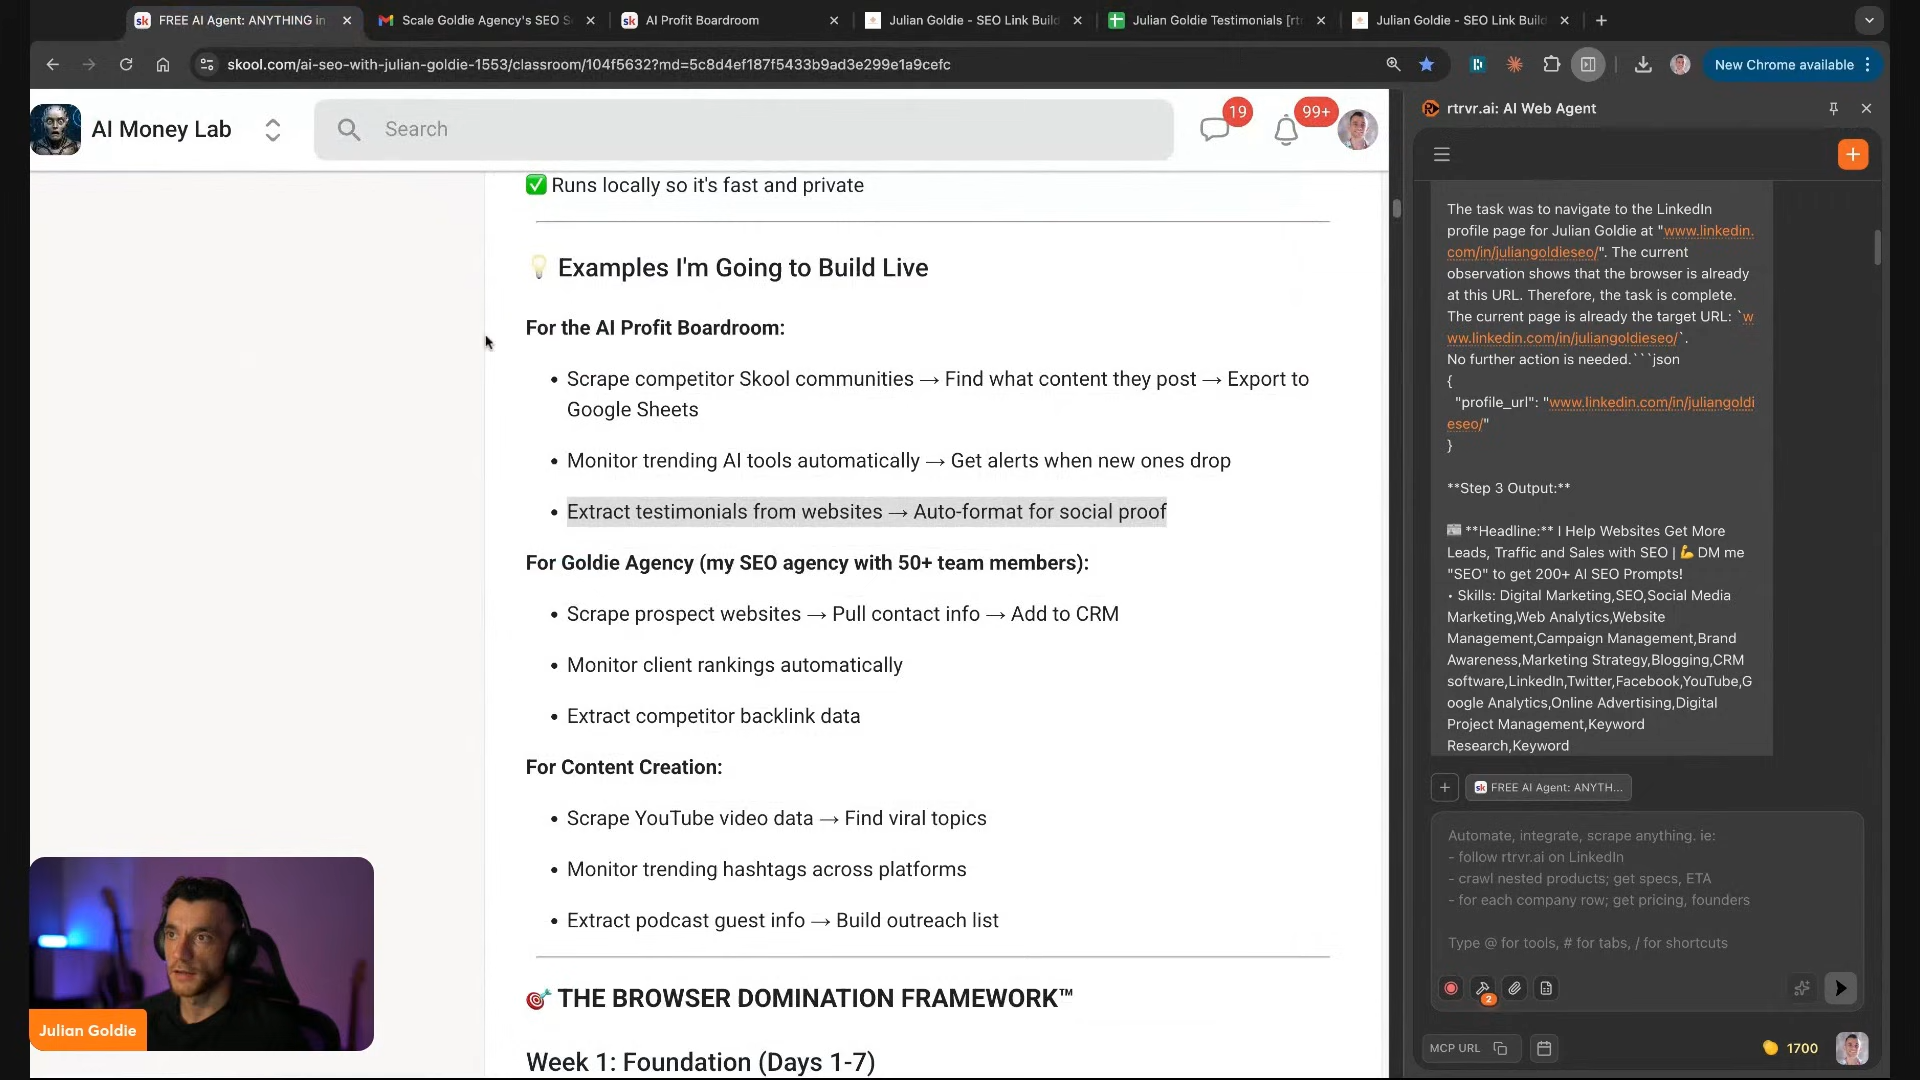 FREE AI Agent: ANYTHING in
Scale Goldie Agency's SEO S
AI Profit Boardroom
Julian Goldie - SEO Link Build
Julian Goldie Testimonials [rtr
Julian Goldie - SEO Link Build
skool.com/ai-seo-with-julian-goldie-1553/classroom/104f5632?md=5c8d4ef187f5433b9ad3e299e1a9cefc
New Chrome available
AI Money Lab
Search
19
99+
✅ Runs locally so it's fast and private
💡 Examples I'm Going to Build Live
For the AI Profit Boardroom:
• Scrape competitor Skool communities → Find what content they post → Export to
Google Sheets
• Monitor trending AI tools automatically → Get alerts when new ones drop
• Extract testimonials from websites → Auto-format for social proof
For Goldie Agency (my SEO agency with 50+ team members):
• Scrape prospect websites → Pull contact info → Add to CRM
• Monitor client rankings automatically
• Extract competitor backlink data
For Content Creation:
• Scrape YouTube video data → Find viral topics
• Monitor trending hashtags across platforms
• Extract podcast guest info → Build outreach list
🎯 THE BROWSER DOMINATION FRAMEWORK™
Week 1: Foundation (Days 1-7)
Julian Goldie
rtrvr.ai: AI Web Agent
The task was to navigate to the LinkedIn
profile page for Julian Goldie at "www.linkedin.
com/in/juliangoldieseo/". The current
observation shows that the browser is already
at this URL. Therefore, the task is complete.
The current page is already the target URL: `w
ww.linkedin.com/in/juliangoldieseo/`.
No further action is needed.```json
{
"profile_url": "www.linkedin.com/in/juliangoldi
eseo/"
}
**Step 3 Output:**
📰 **Headline:** I Help Websites Get More
Leads, Traffic and Sales with SEO | 💪 DM me
"SEO" to get 200+ AI SEO Prompts!
• Skills: Digital Marketing,SEO,Social Media
Marketing,Web Analytics,Website
Management,Campaign Management,Brand
Awareness,Marketing Strategy,Blogging,CRM
software,LinkedIn,Twitter,Facebook,YouTube,G
oogle Analytics,Online Advertising,Digital
Project Management,Keyword
Research,Keyword
FREE AI Agent: ANYTH...
Automate, integrate, scrape anything. ie:
- follow rtrvr.ai on LinkedIn
- crawl nested products; get specs, ETA
- for each company row; get pricing, founders
Type @ for tools, # for tabs, / for shortcuts
2
MCP URL
1700